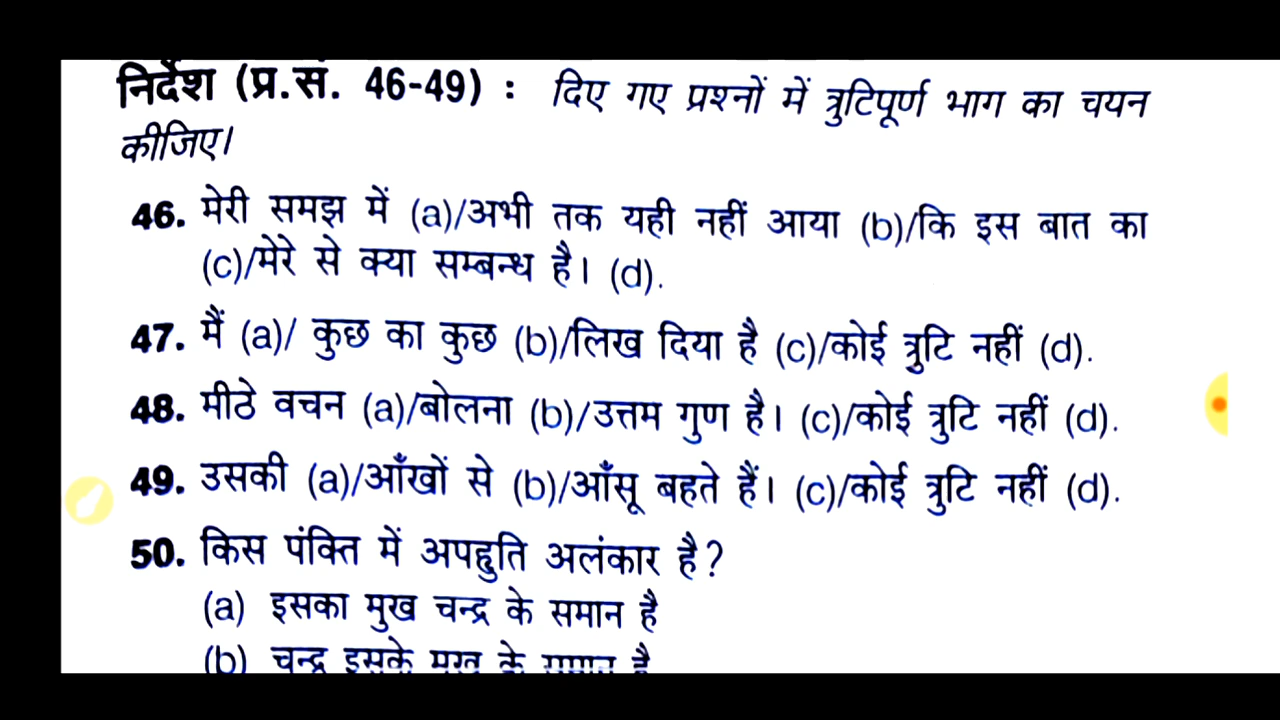 निर्देश (प्र.सं. 46-49) : दिए गए प्रश्नों में त्रुटिपूर्ण भाग का चयन
कीजिए।
46. मेरी समझ में (a)/अभी तक यही नहीं आया (b)/कि इस बात का
(c)/मेरे से क्या सम्बन्ध है। (d).
47. मैं (a)/ कुछ का कुछ (b)/लिख दिया है (c)/कोई त्रुटि नहीं (d).
48. मीठे वचन (a)/बोलना (b)/उत्तम गुण है। (c)/कोई त्रुटि नहीं (d).
49. उसकी (a)/आँखों से (b)/आँसू बहते हैं। (c)/कोई त्रुटि नहीं (d).
50. किस पंक्ति में अपह्नुति अलंकार है?
(a) इसका मुख चन्द्र के समान है
(b) चन्द्र इसके मुख के समान है